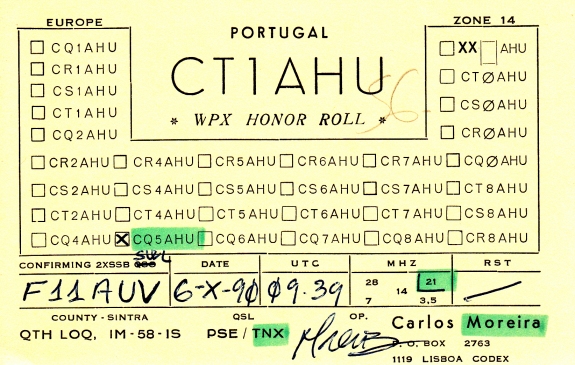 EUROPE
PORTUGAL
ZONE 14
CT1AHU
* WPX HONOR ROLL *
56
CQ1AHU
CR1AHU
CS1AHU
CT1AHU
CQ2AHU
XX AHU
CTØAHU
CSØAHU
CRØAHU
CR2AHU CR4AHU CR5AHU CR6AHU CR7AHU CQØAHU
CS2AHU CS4AHU CS5AHU CS6AHU CS7AHU CT8AHU
CT2AHU CT4AHU CT5AHU CT6AHU CT7AHU CS8AHU
CQ4AHU X CQ5AHU CQ6AHU CQ7AHU CQ8AHU CR8AHU
SWL
CONFIRMING 2XSSB QSO DATE UTC MHZ RST
F11AUV 6-X-90 09.39
28 21
14
7 3,5
COUNTY - SINTRA QSL OP. Carlos Moreira
QTH LOQ, IM-58-IS PSE / TNX
P. O. BOX 2763
1119 LISBOA CODEX